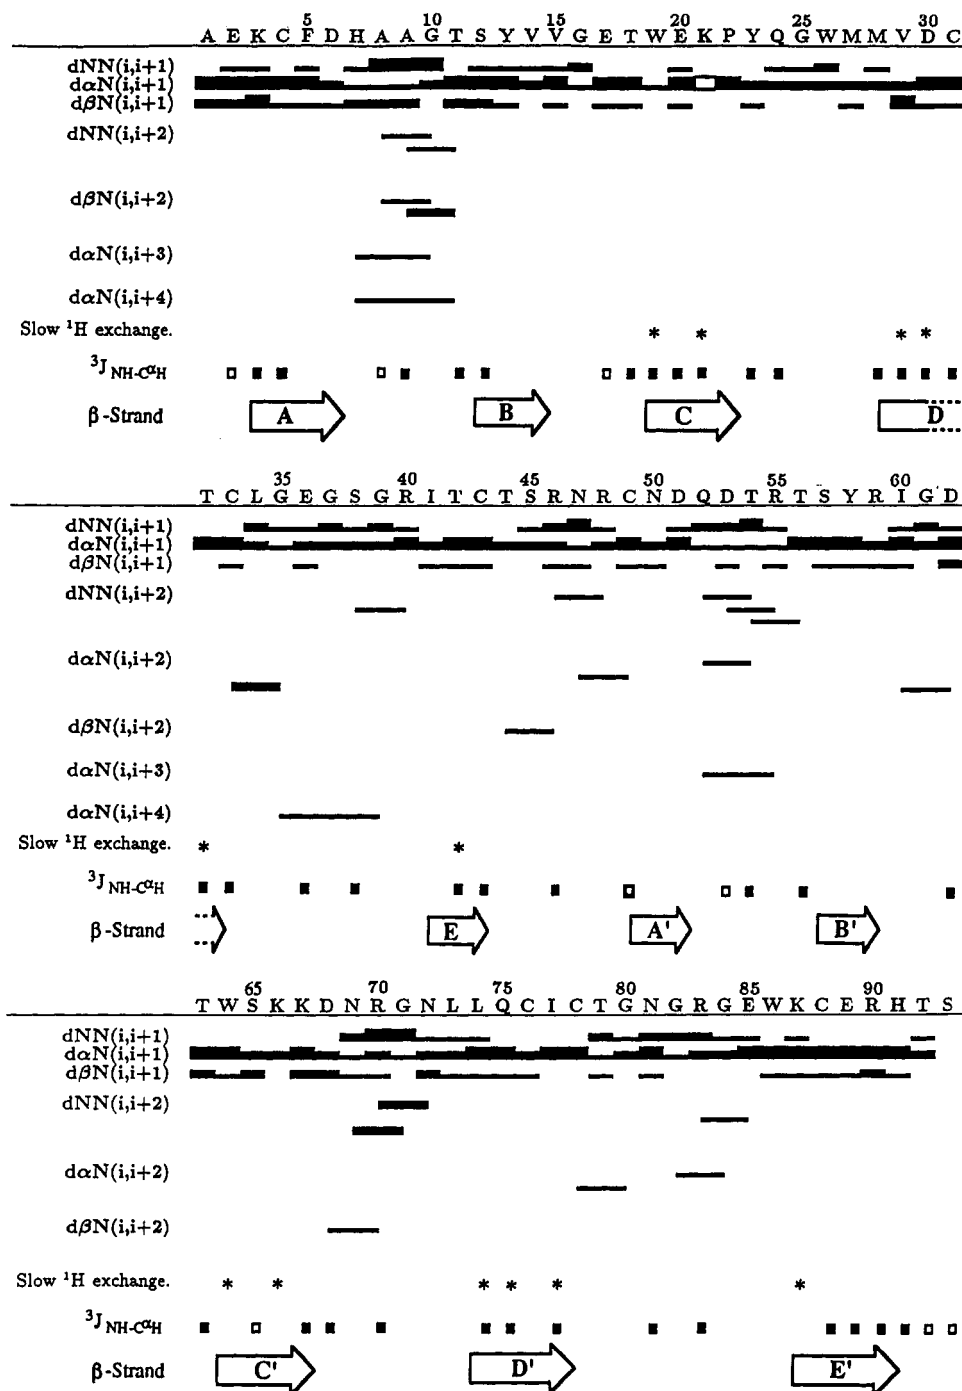 5 10 15 20 25 30
A E K C F D H A A G T S Y V V G E T W E K P Y Q G W M M V D C
dNN(i,i+1)
dαN(i,i+1)
dβN(i,i+1)
dNN(i,i+2)
dβN(i,i+2)
dαN(i,i+3)
dαN(i,i+4)
Slow ¹H exchange. * * * *
³J NH-CαH
β-Strand A B C D
35 40 45 50 55 60
T C L G E G S G R I T C T S R N R C N D Q D T R T S Y R I G D
dNN(i,i+1)
dαN(i,i+1)
dβN(i,i+1)
dNN(i,i+2)
dαN(i,i+2)
dβN(i,i+2)
dαN(i,i+3)
dαN(i,i+4)
Slow ¹H exchange. * *
³J NH-CαH
β-Strand E A' B'
65 70 75 80 85 90
T W S K K D N R G N L L Q C I C T G N G R G E W K C E R H T S
dNN(i,i+1)
dαN(i,i+1)
dβN(i,i+1)
dNN(i,i+2)
dαN(i,i+2)
dβN(i,i+2)
Slow ¹H exchange. * * * * * *
³J NH-CαH
β-Strand C' D' E'